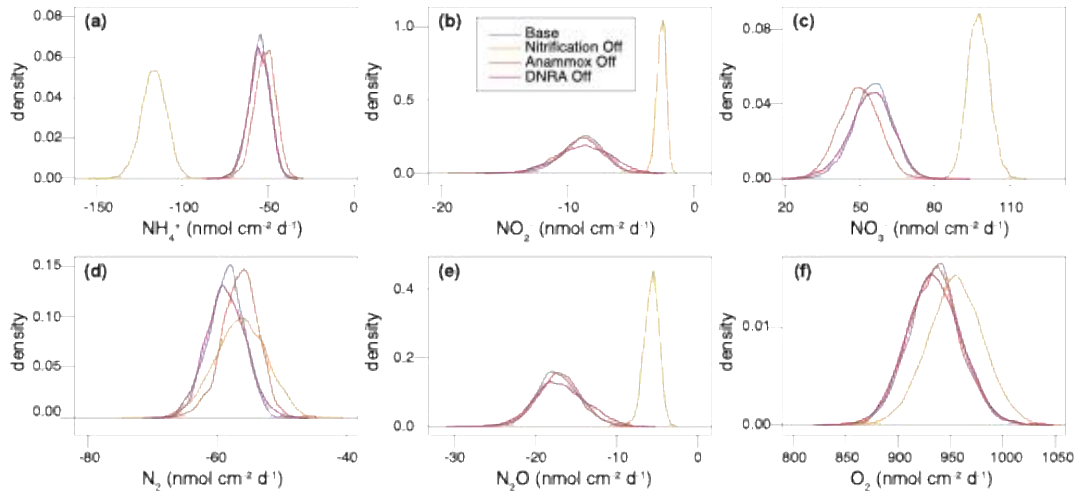 (a)
0.08
0.06
0.04
0.02
0.00
density
-150
-100
-50
0
NH₄⁺ (nmol cm⁻² d⁻¹)
(b)
1.0
0.5
0.0
density
Base
Nitrification Off
Anammox Off
DNRA Off
-20
-10
0
NO₂⁻ (nmol cm⁻² d⁻¹)
(c)
0.08
0.04
0.00
density
20
50
80
110
NO₃⁻ (nmol cm⁻² d⁻¹)
(d)
0.15
0.10
0.05
0.00
density
-80
-60
-40
N₂ (nmol cm⁻² d⁻¹)
(e)
0.4
0.2
0.0
density
-30
-20
-10
0
N₂O (nmol cm⁻² d⁻¹)
(f)
0.01
0.00
density
800
850
900
950
1000
1050
O₂ (nmol cm⁻² d⁻¹)